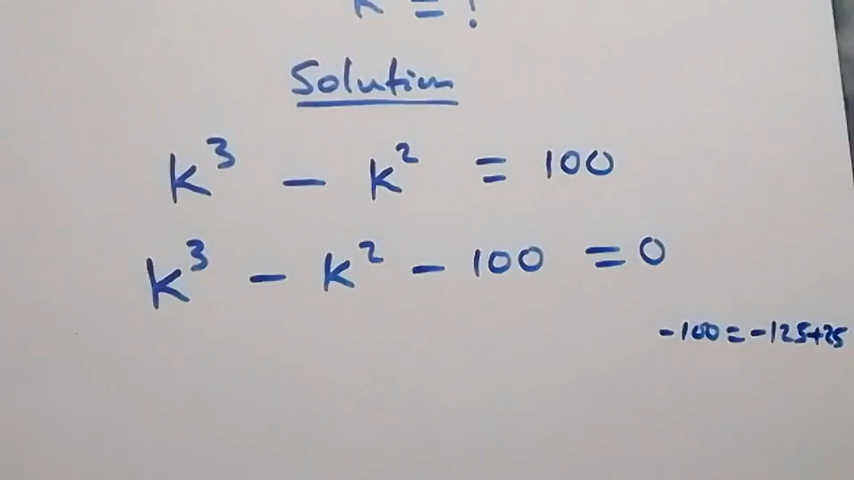 k = ?
Solution
k³ - k² = 100
k³ - k² - 100 = 0
-100 = -125+25